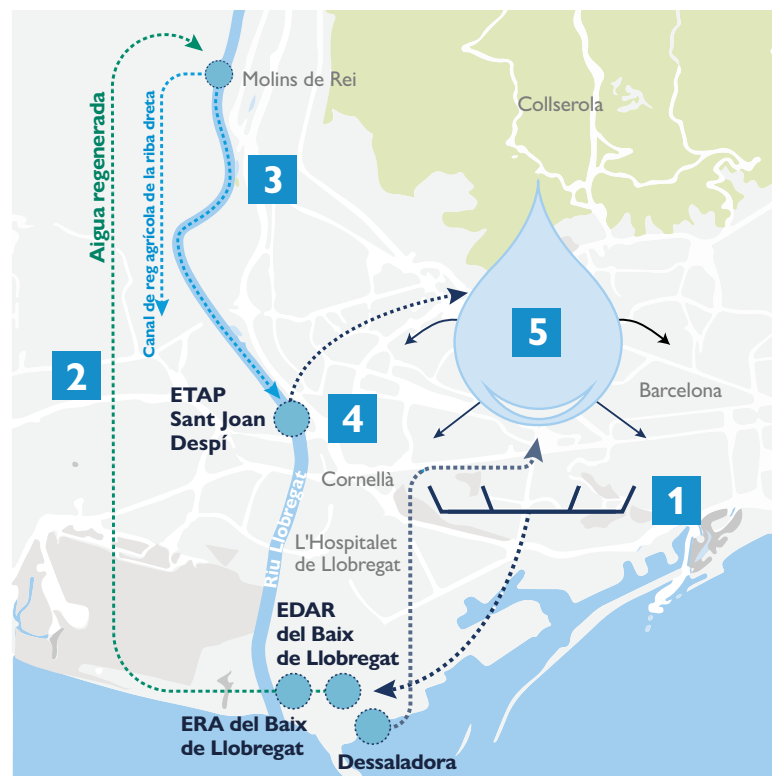 Molins de Rei
Collserola
Aigua regenerada
Canal de reg agrícola de la riba dreta
3
5
2
ETAP
Sant Joan
Despí
4
Barcelona
Cornellà
1
Riu Llobregat
L'Hospitalet
de Llobregat
EDAR
del Baix
de Llobregat
ERA del Baix
de Llobregat
Dessaladora